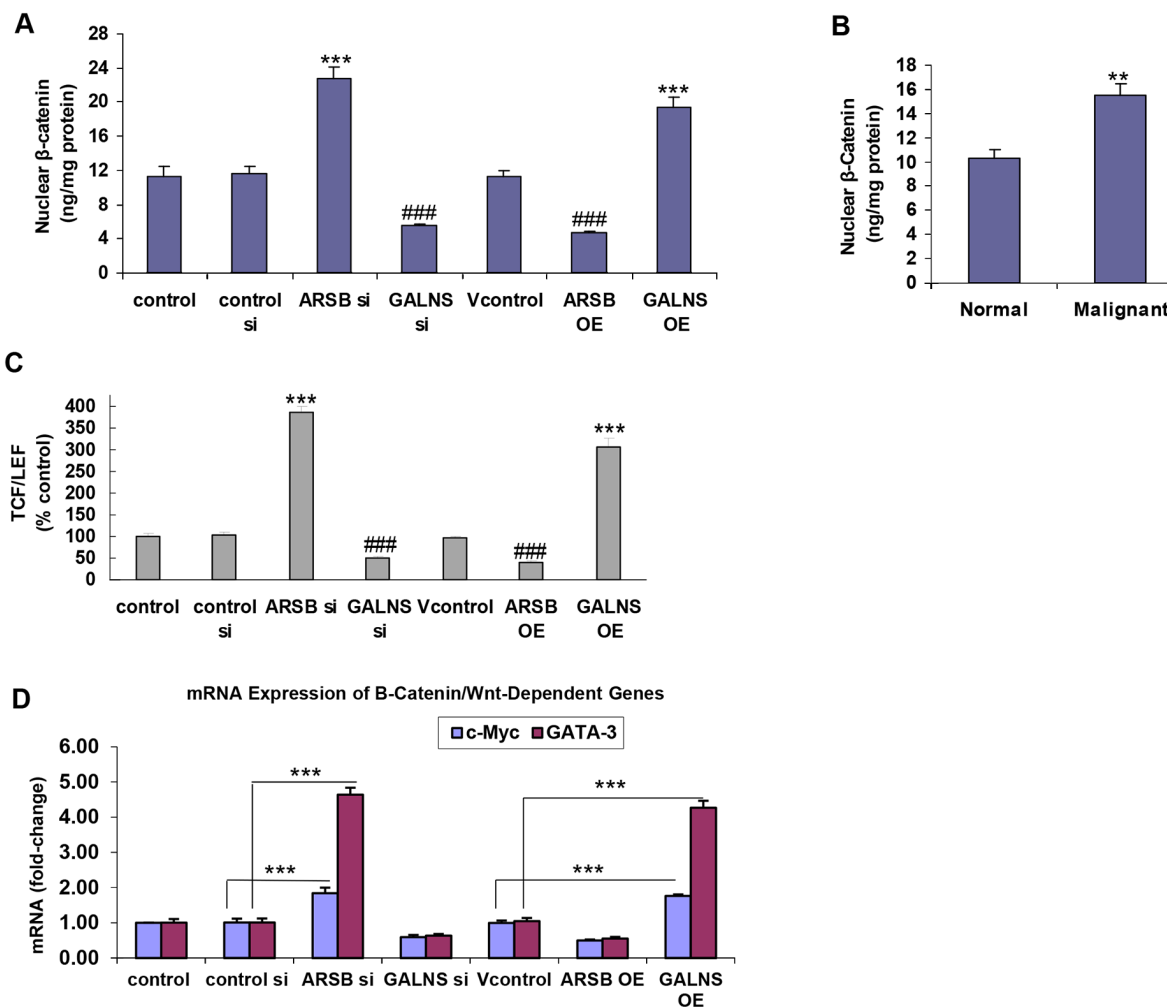 A
Nuclear β-catenin
(ng/mg protein)
28
24
20
16
12
8
4
0
***
###
###
***
control
control
si
ARSB si
GALNS
si
Vcontrol
ARSB
OE
GALNS
OE
B
Nuclear β-Catenin
(ng/mg protein)
18
16
14
12
10
8
6
4
2
0
**
Normal
Malignant
C
TCF/LEF
(% control)
400
350
300
250
200
150
100
50
0
***
###
###
***
control
control
si
ARSB si
GALNS
si
Vcontrol
ARSB
OE
GALNS
OE
D
mRNA Expression of B-Catenin/Wnt-Dependent Genes
c-Myc GATA-3
mRNA (fold-change)
6.00
5.00
4.00
3.00
2.00
1.00
0.00
***
***
***
***
control
control si
ARSB si
GALNS si
Vcontrol
ARSB OE
GALNS
OE